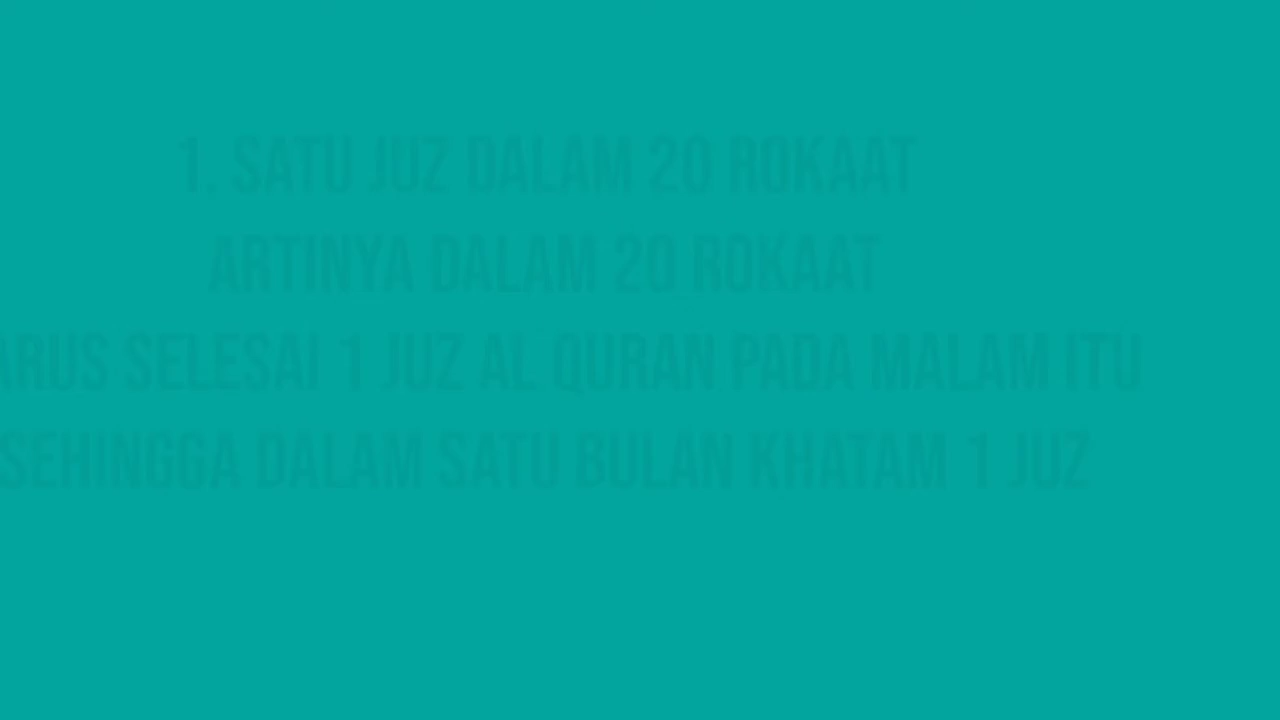 1. SATU JUZ DALAM 20 ROKAAT
ARTINYA DALAM 20 ROKAAT
ARUS SELESAI 1 JUZ AL QURAN PADA MALAM ITU
SEHINGGA DALAM SATU BULAN KHATAM 1 JUZ